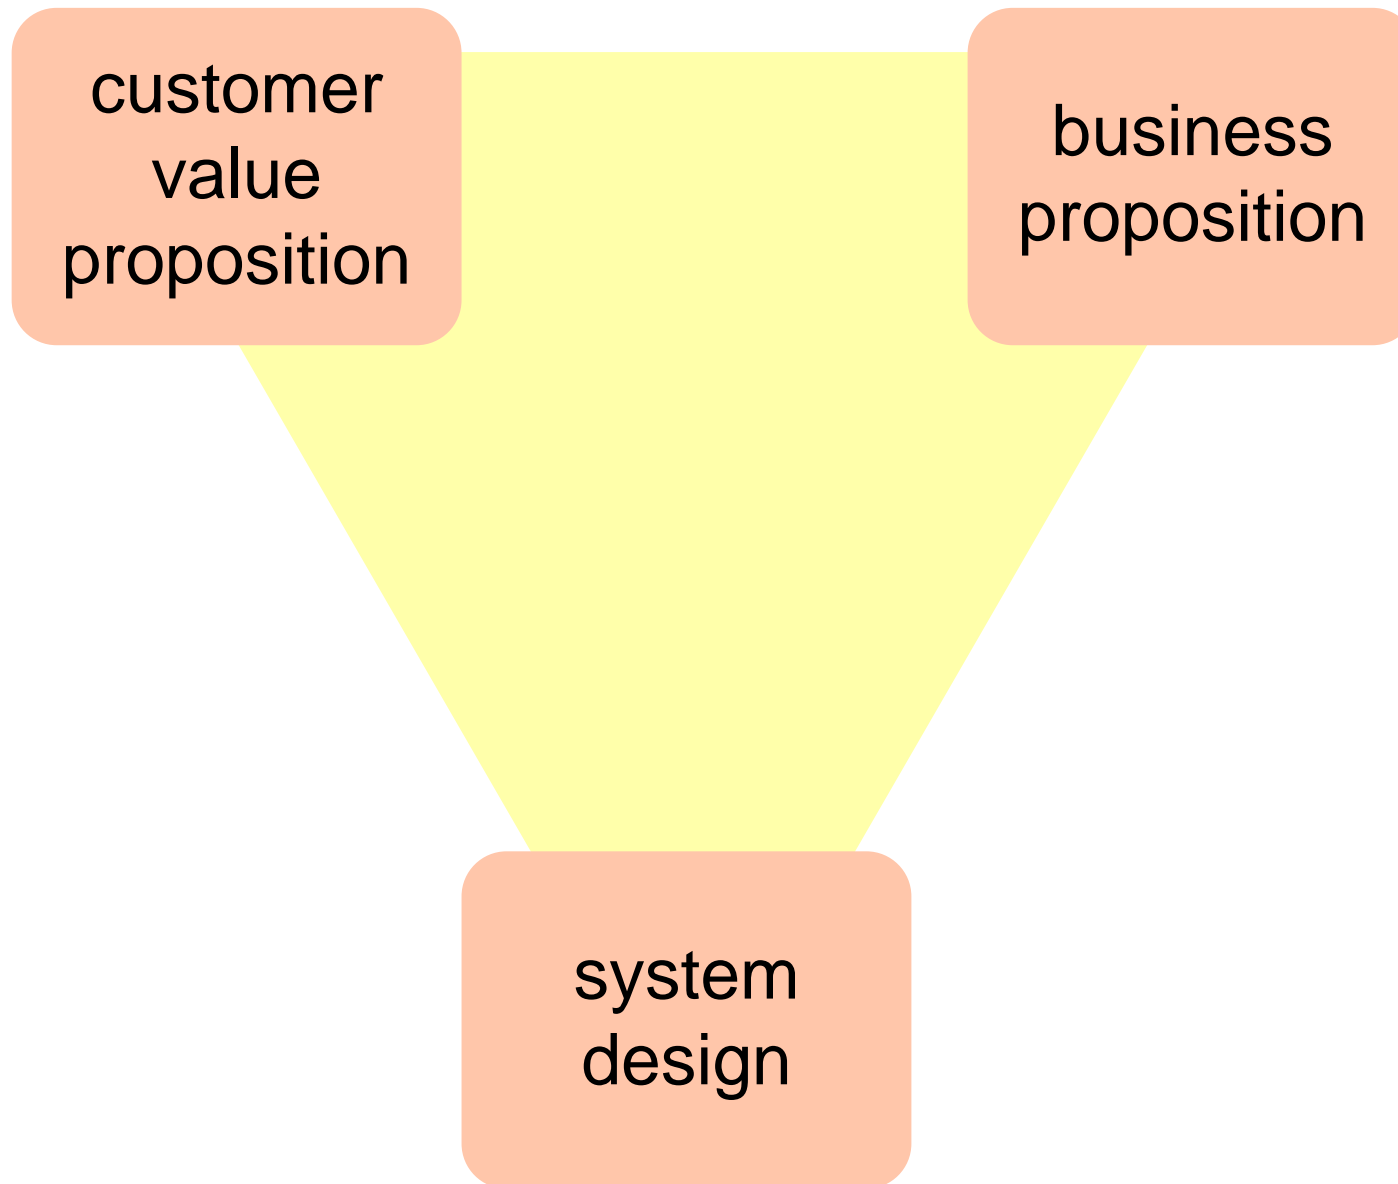 customer
value
proposition
business
proposition
system
design